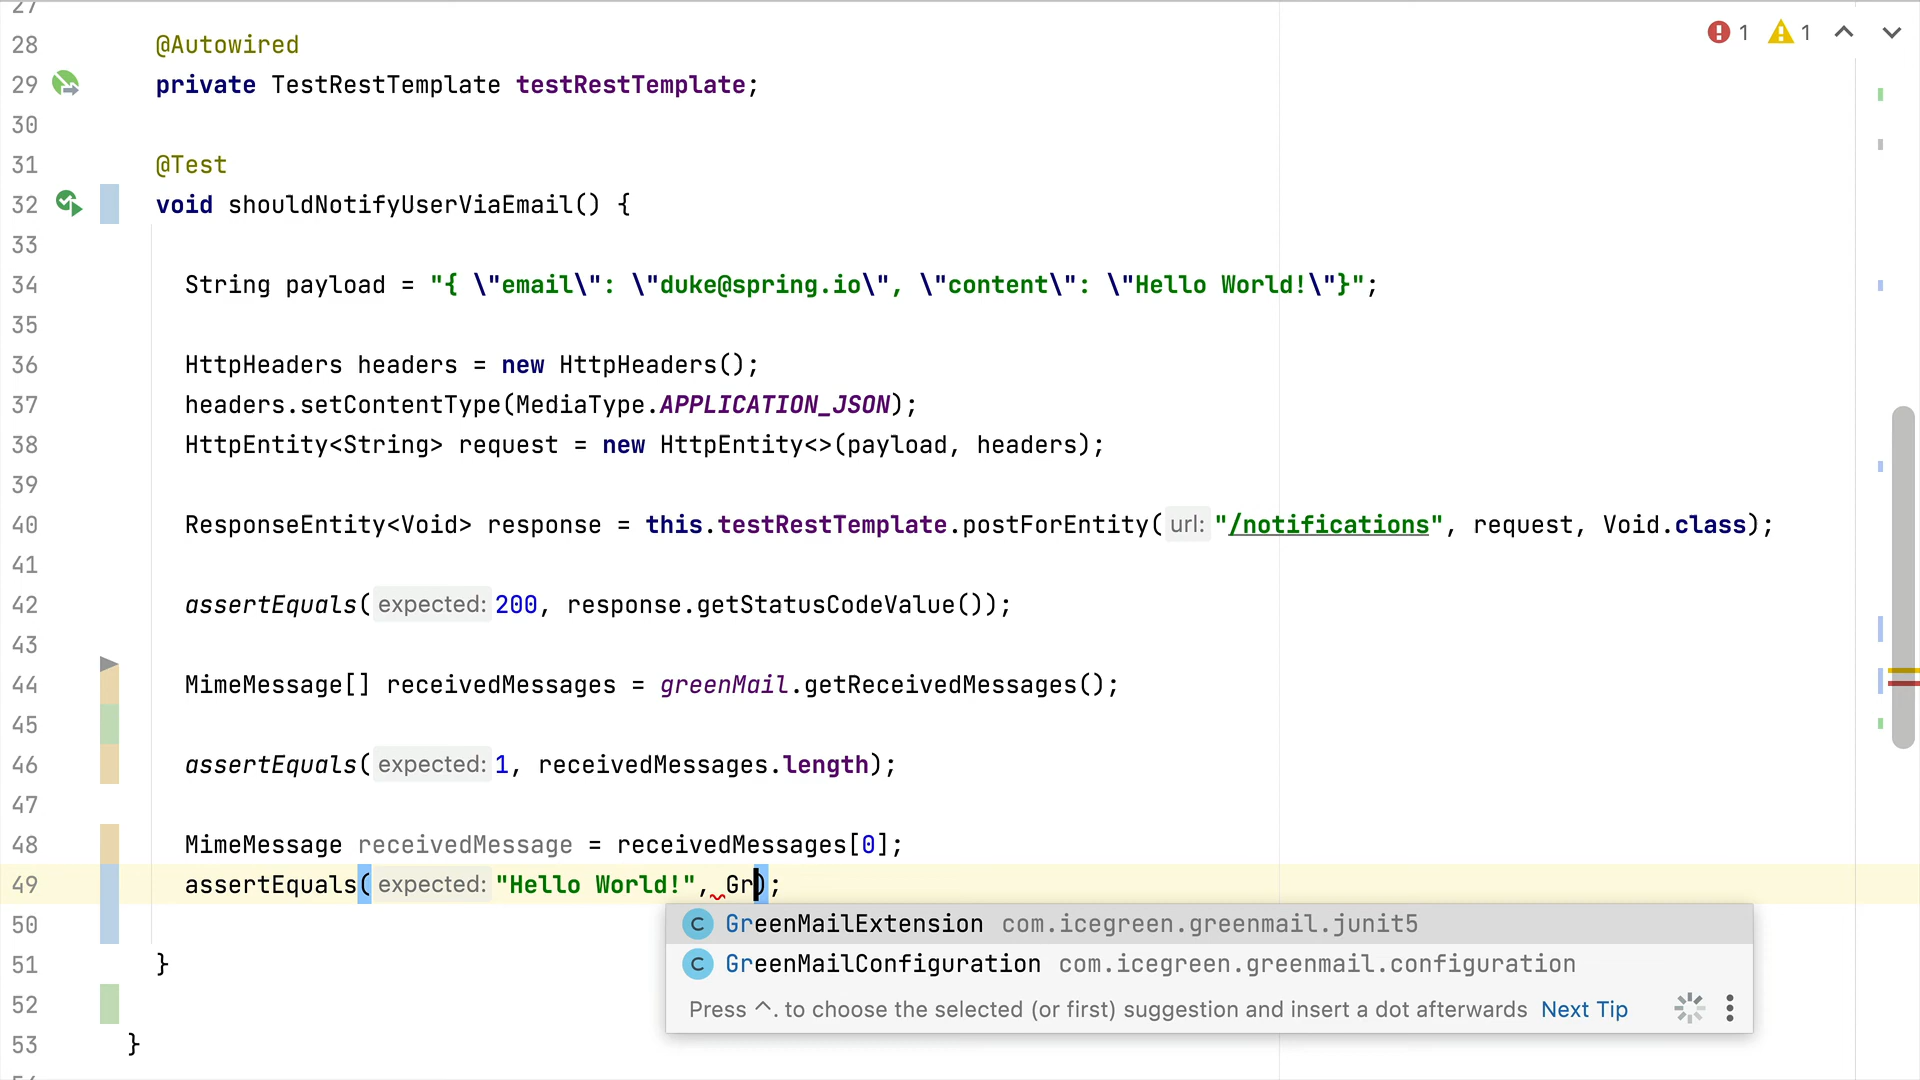 27
28 @Autowired
29 private TestRestTemplate testRestTemplate;
30
31 @Test
32 void shouldNotifyUserViaEmail() {
33
34 String payload = "{ \"email\": \"duke@spring.io\", \"content\": \"Hello World!\"}";
35
36 HttpHeaders headers = new HttpHeaders();
37 headers.setContentType(MediaType.APPLICATION_JSON);
38 HttpEntity<String> request = new HttpEntity<>(payload, headers);
39
40 ResponseEntity<Void> response = this.testRestTemplate.postForEntity( url: "/notifications", request, Void.class);
41
42 assertEquals( expected: 200, response.getStatusCodeValue());
43
44 MimeMessage[] receivedMessages = greenMail.getReceivedMessages();
45
46 assertEquals( expected: 1, receivedMessages.length);
47
48 MimeMessage receivedMessage = receivedMessages[0];
49 assertEquals( expected: "Hello World!", Gr);
50
51 }
52
53 }
1 1
C GreenMailExtension com.icegreen.greenmail.junit5
C GreenMailConfiguration com.icegreen.greenmail.configuration
Press ^. to choose the selected (or first) suggestion and insert a dot afterwards Next Tip